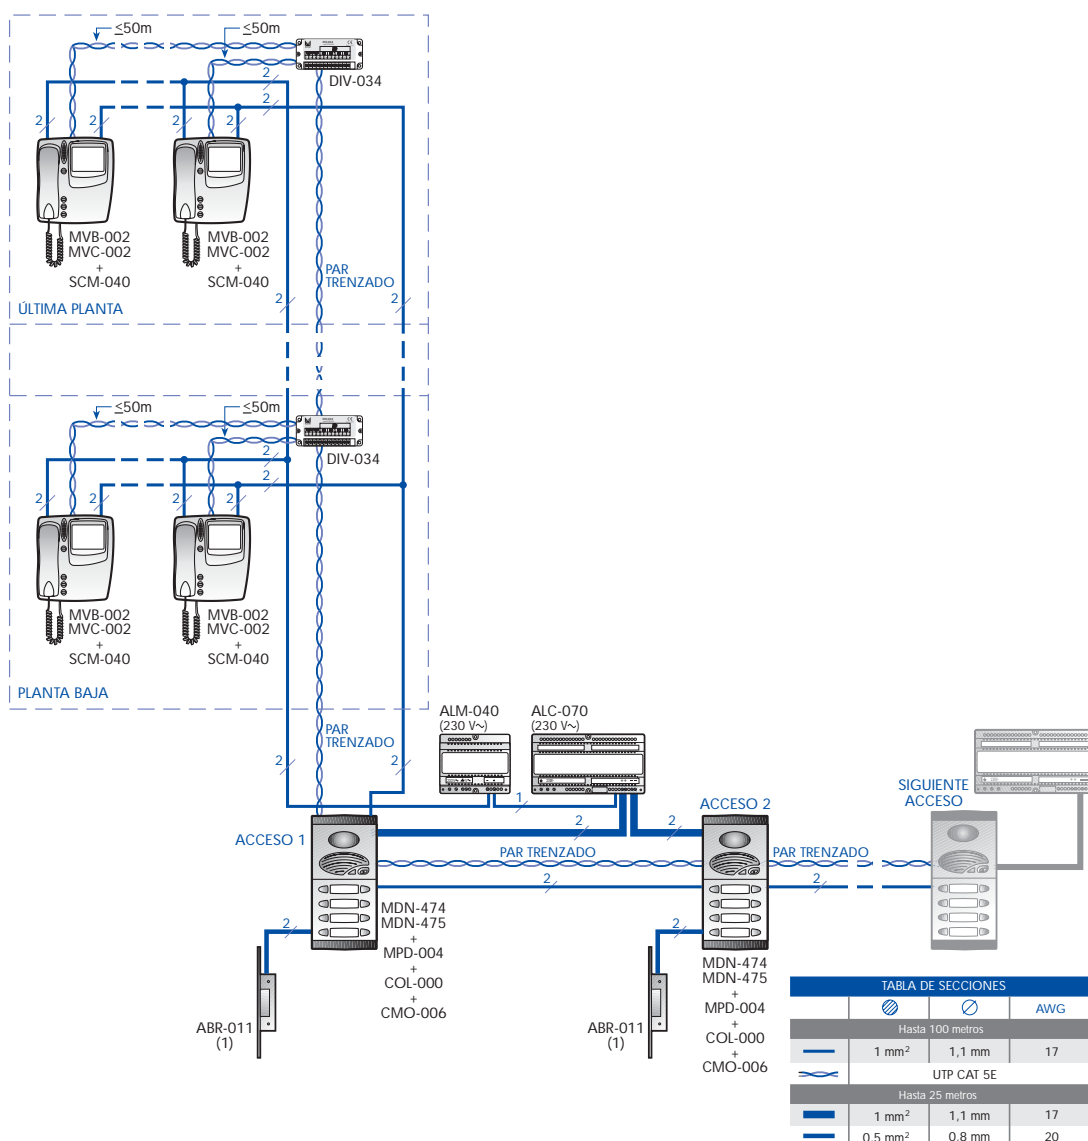 ≤50m
≤50m
DIV-034
2
2
2
2
2
2
MVB-002
MVC-002
+
SCM-040
MVB-002
MVC-002
+
SCM-040
PAR
TRENZADO
2
2
ÚLTIMA PLANTA
≤50m
≤50m
DIV-034
2
2
2
2
2
2
MVB-002
MVC-002
+
SCM-040
MVB-002
MVC-002
+
SCM-040
PLANTA BAJA
PAR
TRENZADO
2
2
ALM-040
(230 V~)
ALC-070
(230 V~)
1
SIGUIENTE
ACCESO
ACCESO 1
2
2
ACCESO 2
PAR TRENZADO
PAR TRENZADO
2
2
2
2
MDN-474
MDN-475
+
MPD-004
+
COL-000
+
CMO-006
MDN-474
MDN-475
+
MPD-004
+
COL-000
+
CMO-006
ABR-011
(1)
ABR-011
(1)
TABLA DE SECCIONES
AWG
Hasta 100 metros
1 mm² 1,1 mm 17
UTP CAT 5E
Hasta 25 metros
1 mm² 1,1 mm 17
0,5 mm² 0,8 mm 20